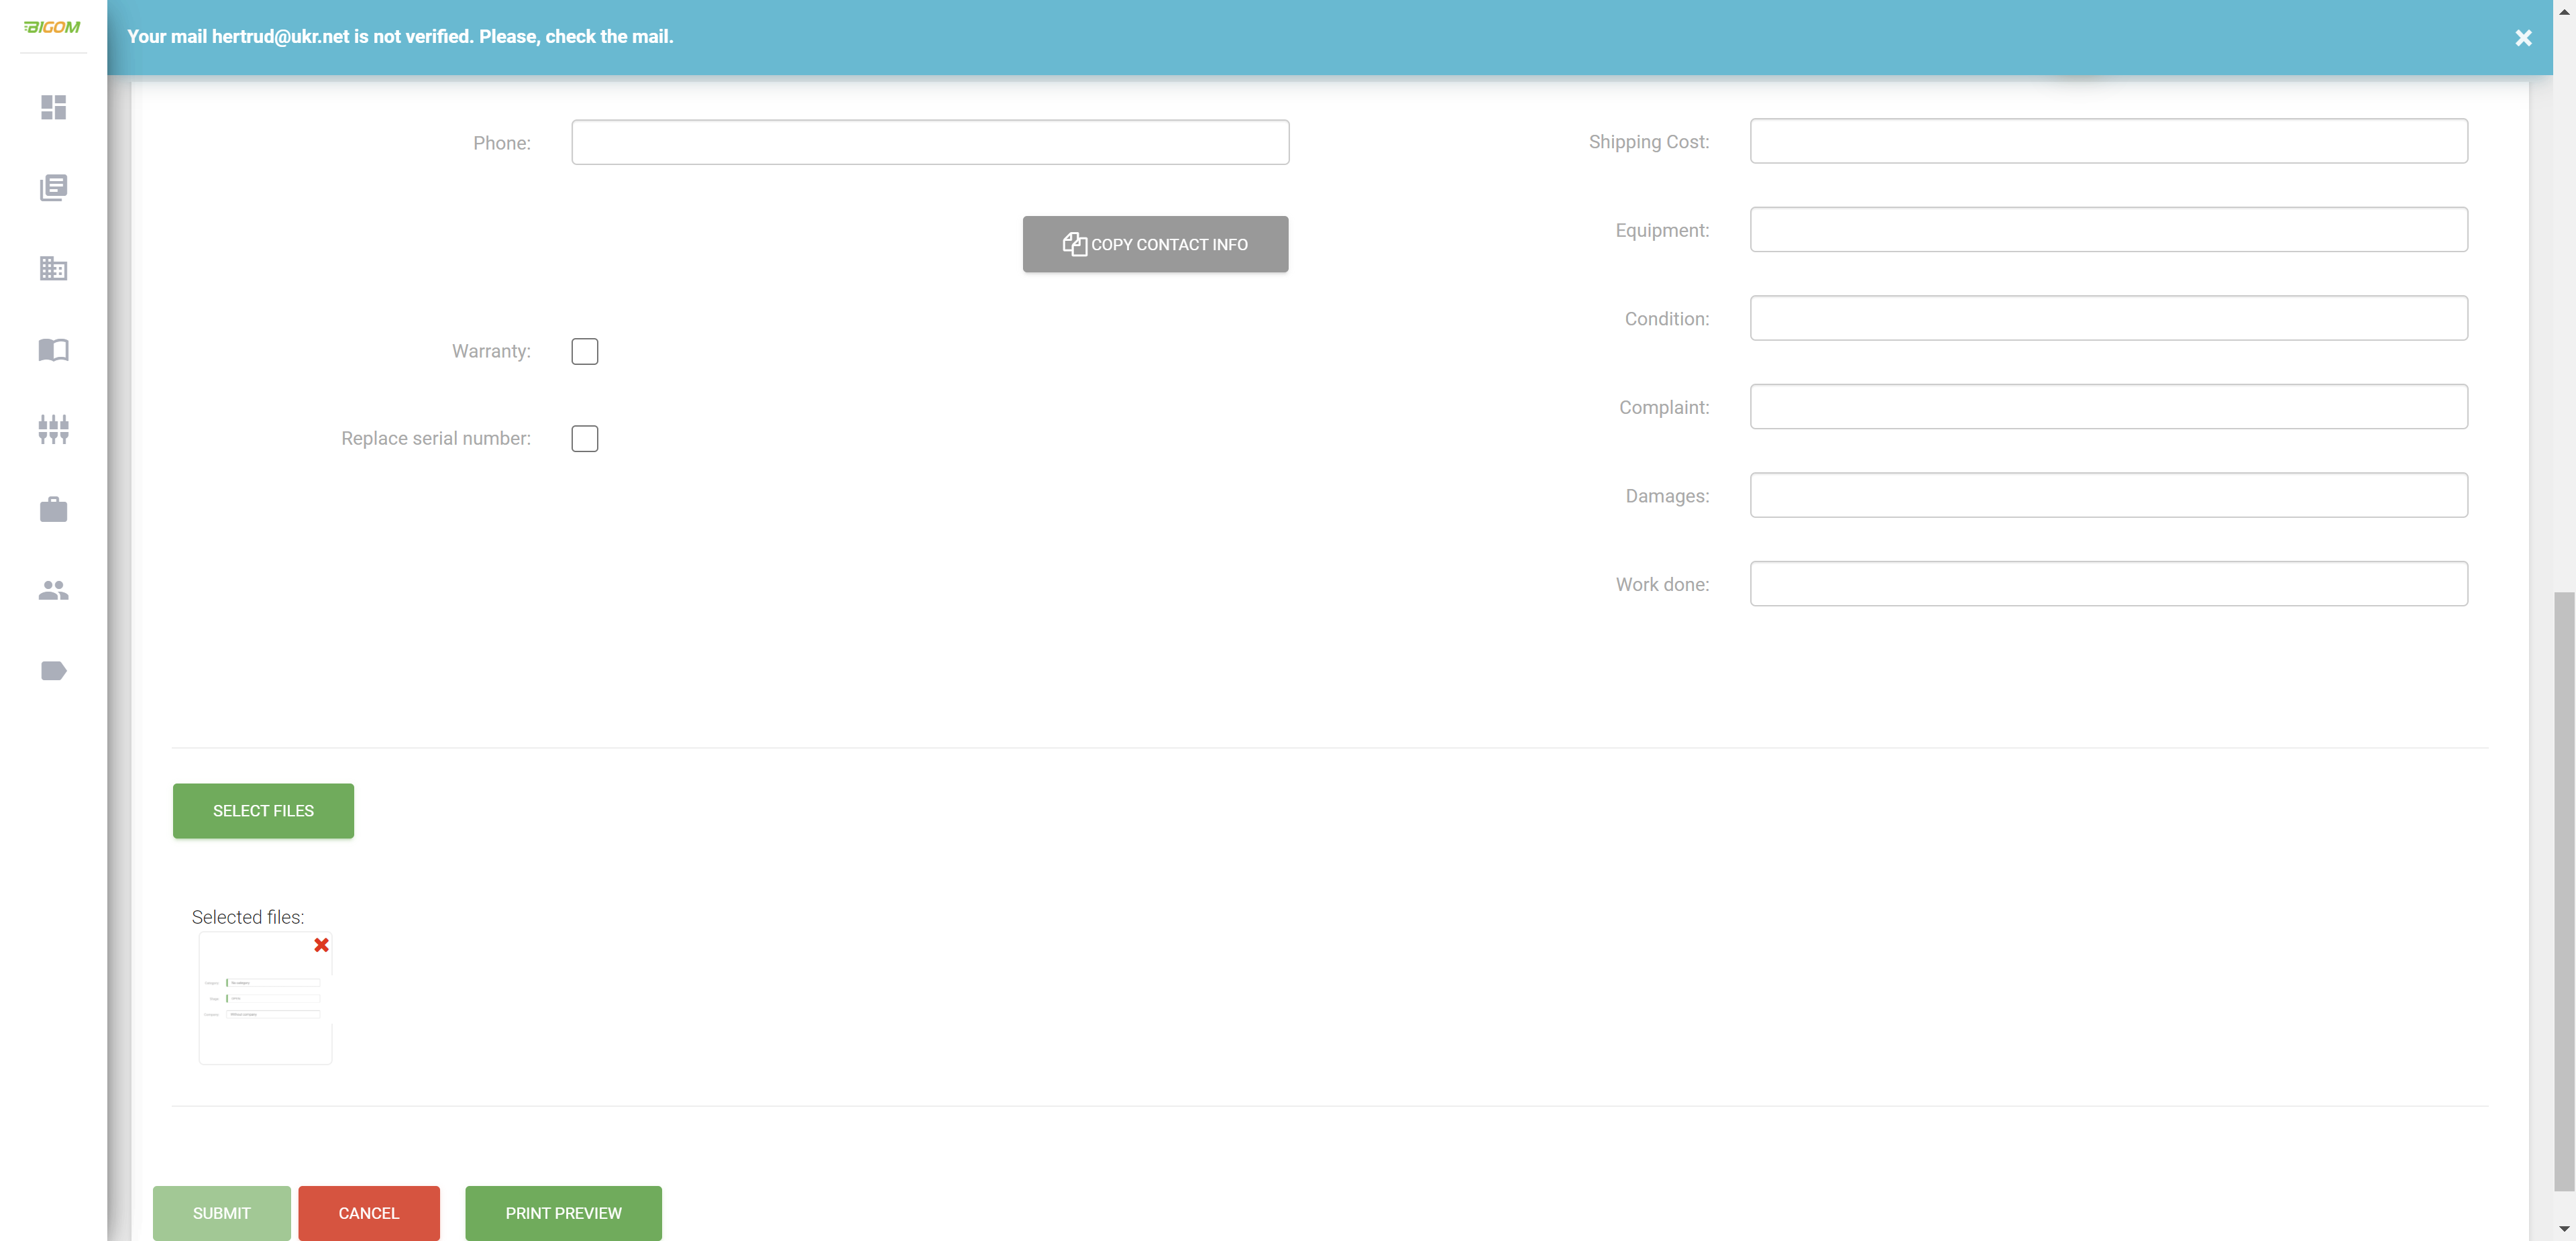 BIGOM
Your mail hertrud@ukr.net is not verified. Please, check the mail.
Phone:
Shipping Cost:
COPY CONTACT INFO
Equipment:
Condition:
Warranty:
Complaint:
Replace serial number:
Damages:
Work done:
SELECT FILES
Selected files:
SUBMIT
CANCEL
PRINT PREVIEW